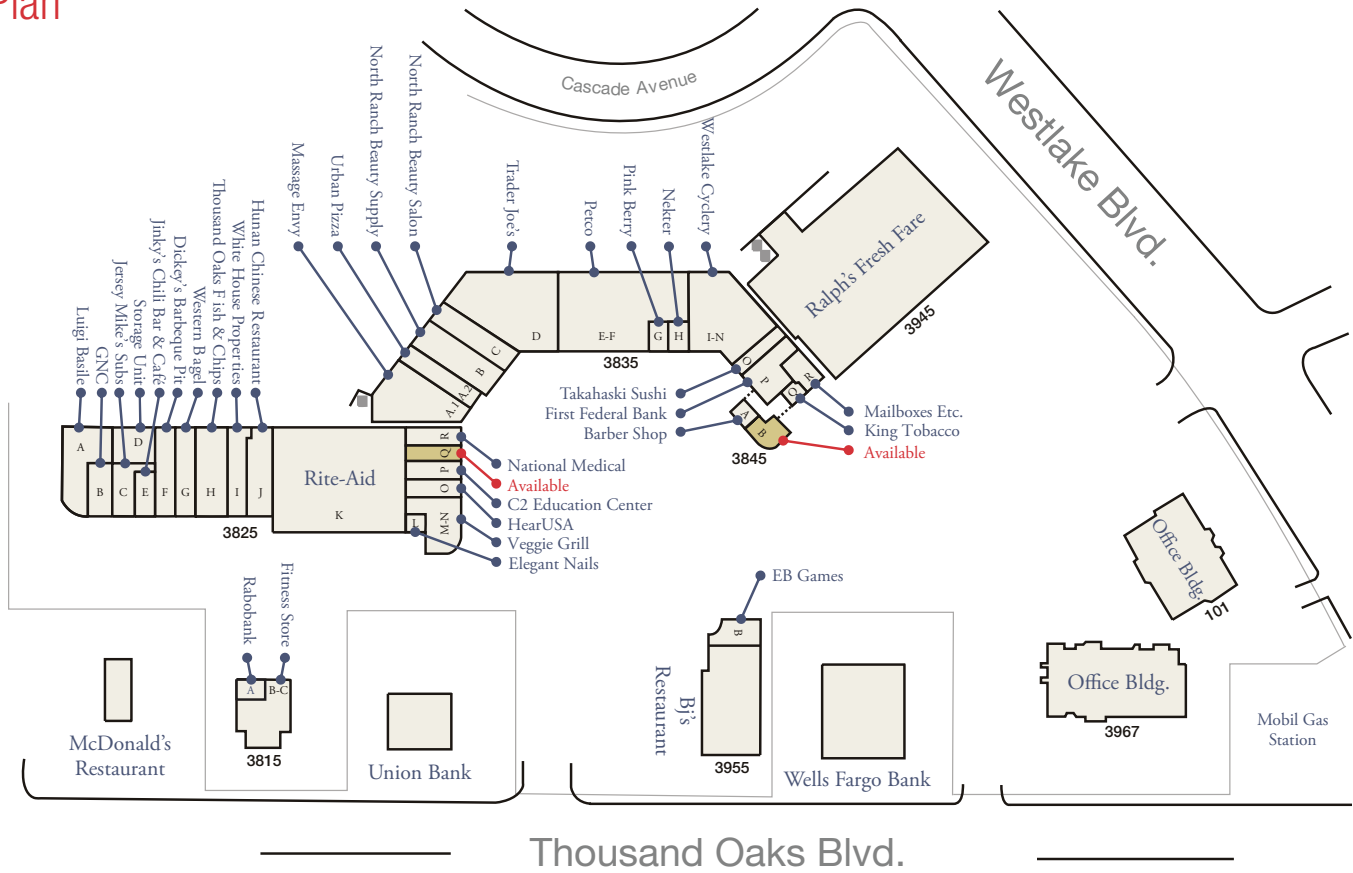 Plan
Cascade Avenue
Westlake Blvd.
Luigi Basile
GNC
Jersey Mike's Subs
Storage Unit
Jinky's Chili Bar & Café
Dickey's Barbeque Pit
Western Bagel
Thousand Oaks Fish & Chips
White House Properties
Hunan Chinese Restaurant
Massage Envy
Urban Pizza
North Ranch Beauty Supply
North Ranch Beauty Salon
Trader Joe's
Petco
Pink Berry
Nekter
Westlake Cyclery
Ralph's Fresh Fare
3945
A.1
A.2
B
C
D
E-F
G
H
I-N
3835
O
P
Q
R
A
B
3845
Takahaski Sushi
First Federal Bank
Barber Shop
Mailboxes Etc.
King Tobacco
Available
A
B
C
D
E
F
G
H
I
J
Rite-Aid
K
L
M-N
O
P
Q
R
3825
National Medical
Available
C2 Education Center
HearUSA
Veggie Grill
Elegant Nails
Rabobank
Fitness Store
A
B-C
3815
McDonald's
Restaurant
Union Bank
EB Games
B
Bj's
Restaurant
3955
Wells Fargo Bank
Office Bldg.
101
Office Bldg.
3967
Mobil Gas
Station
Thousand Oaks Blvd.